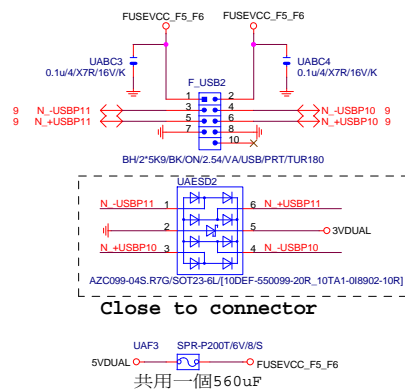 FUSEVCC_F5_F6 FUSEVCC_F5_F6
UABC3 UABC4
0.1u/4/X7R/16V/K 0.1u/4/X7R/16V/K
F_USB2
1 2
9 N_-USBP11 3 4 N_-USBP10 9
9 N_+USBP11 5 6 N_+USBP10 9
7 8
10
BH/2*5K9/BK/ON/2.54/VA/USB/PRT/TUR180
UAESD2
N_-USBP11 1 6 N_+USBP11
2 5 3VDUAL
N_+USBP10 3 4 N_-USBP10
AZC099-04S.R7G/SOT23-6L/[10DEF-550099-20R_10TA1-0I8902-10R]
Close to connector
UAF3 SPR-P200T/6V/8/S
5VDUAL FUSEVCC_F5_F6
共用一個560uF